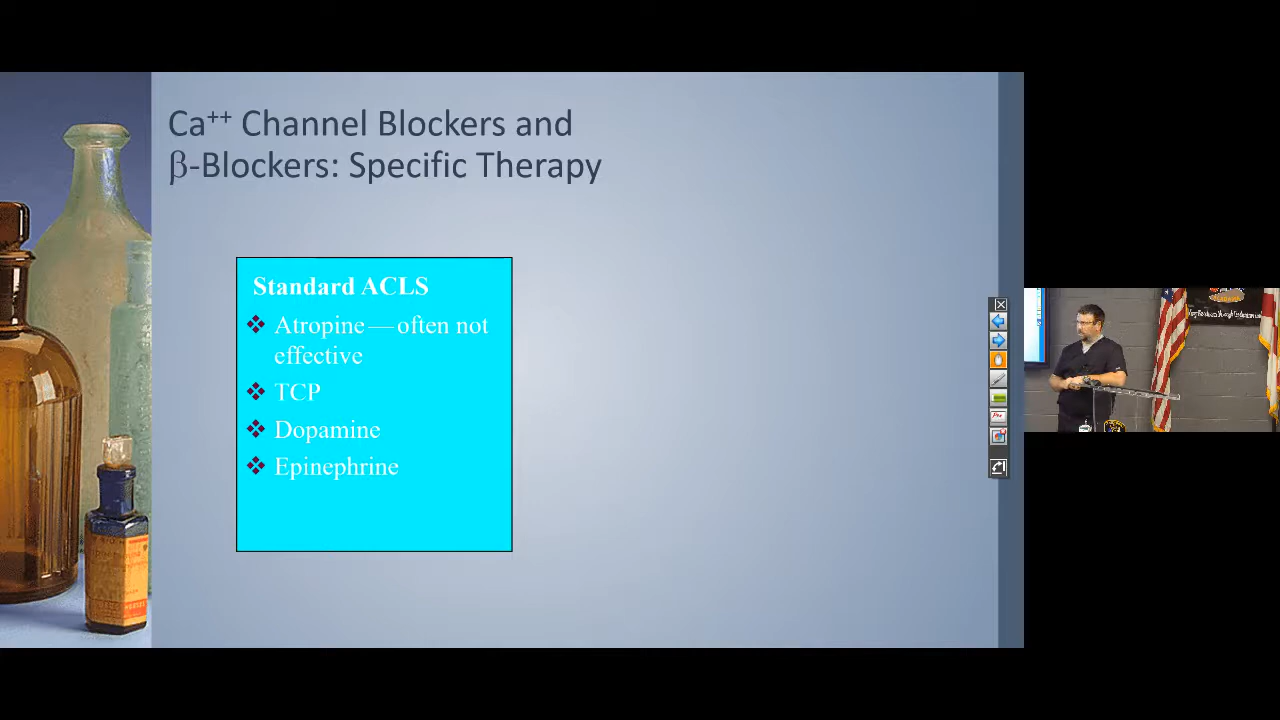 Ca⁺⁺ Channel Blockers and
β-Blockers: Specific Therapy
Standard ACLS
❖ Atropine—often not
effective
❖ TCP
❖ Dopamine
❖ Epinephrine